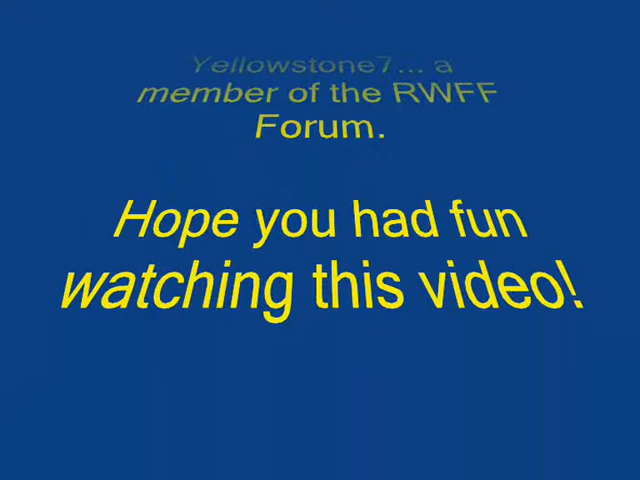 Yellowstone7... a
member of the RWFF
Forum.
Hope you had fun
watching this video!